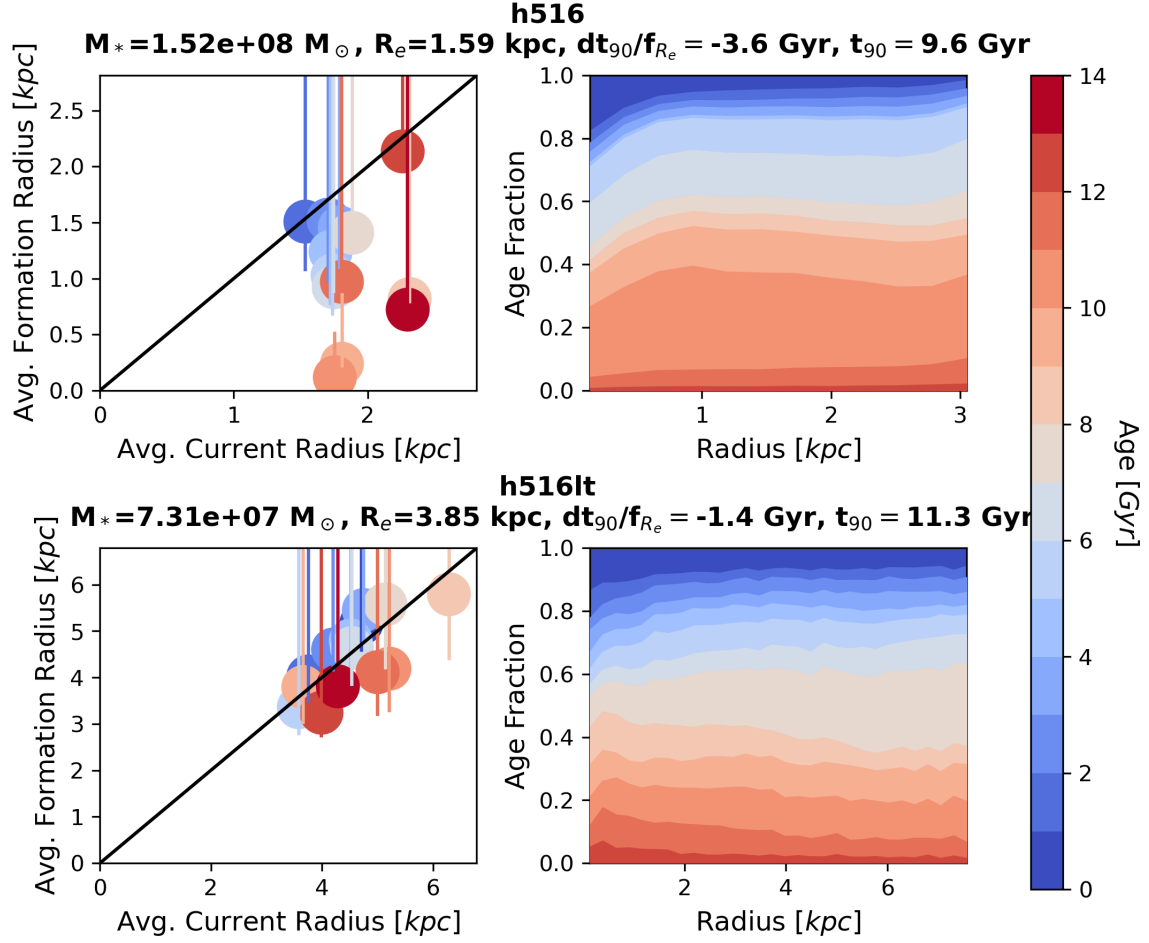 h516
M*=1.52e+08 M⊙, Re=1.59 kpc, dt90/fRe = -3.6 Gyr, t90 = 9.6 Gyr
Avg. Formation Radius [kpc]
2.5
2.0
1.5
1.0
0.5
0.0
0 1 2
Avg. Current Radius [kpc]
Age Fraction
1.0
0.8
0.6
0.4
0.2
0.0
1 2 3
Radius [kpc]
h516lt
M*=7.31e+07 M⊙, Re=3.85 kpc, dt90/fRe = -1.4 Gyr, t90 = 11.3 Gyr
Avg. Formation Radius [kpc]
6
5
4
3
2
1
0
0 2 4 6
Avg. Current Radius [kpc]
Age Fraction
1.0
0.8
0.6
0.4
0.2
0.0
2 4 6
Radius [kpc]
14
12
10
8
6
4
2
0
Age [Gyr]